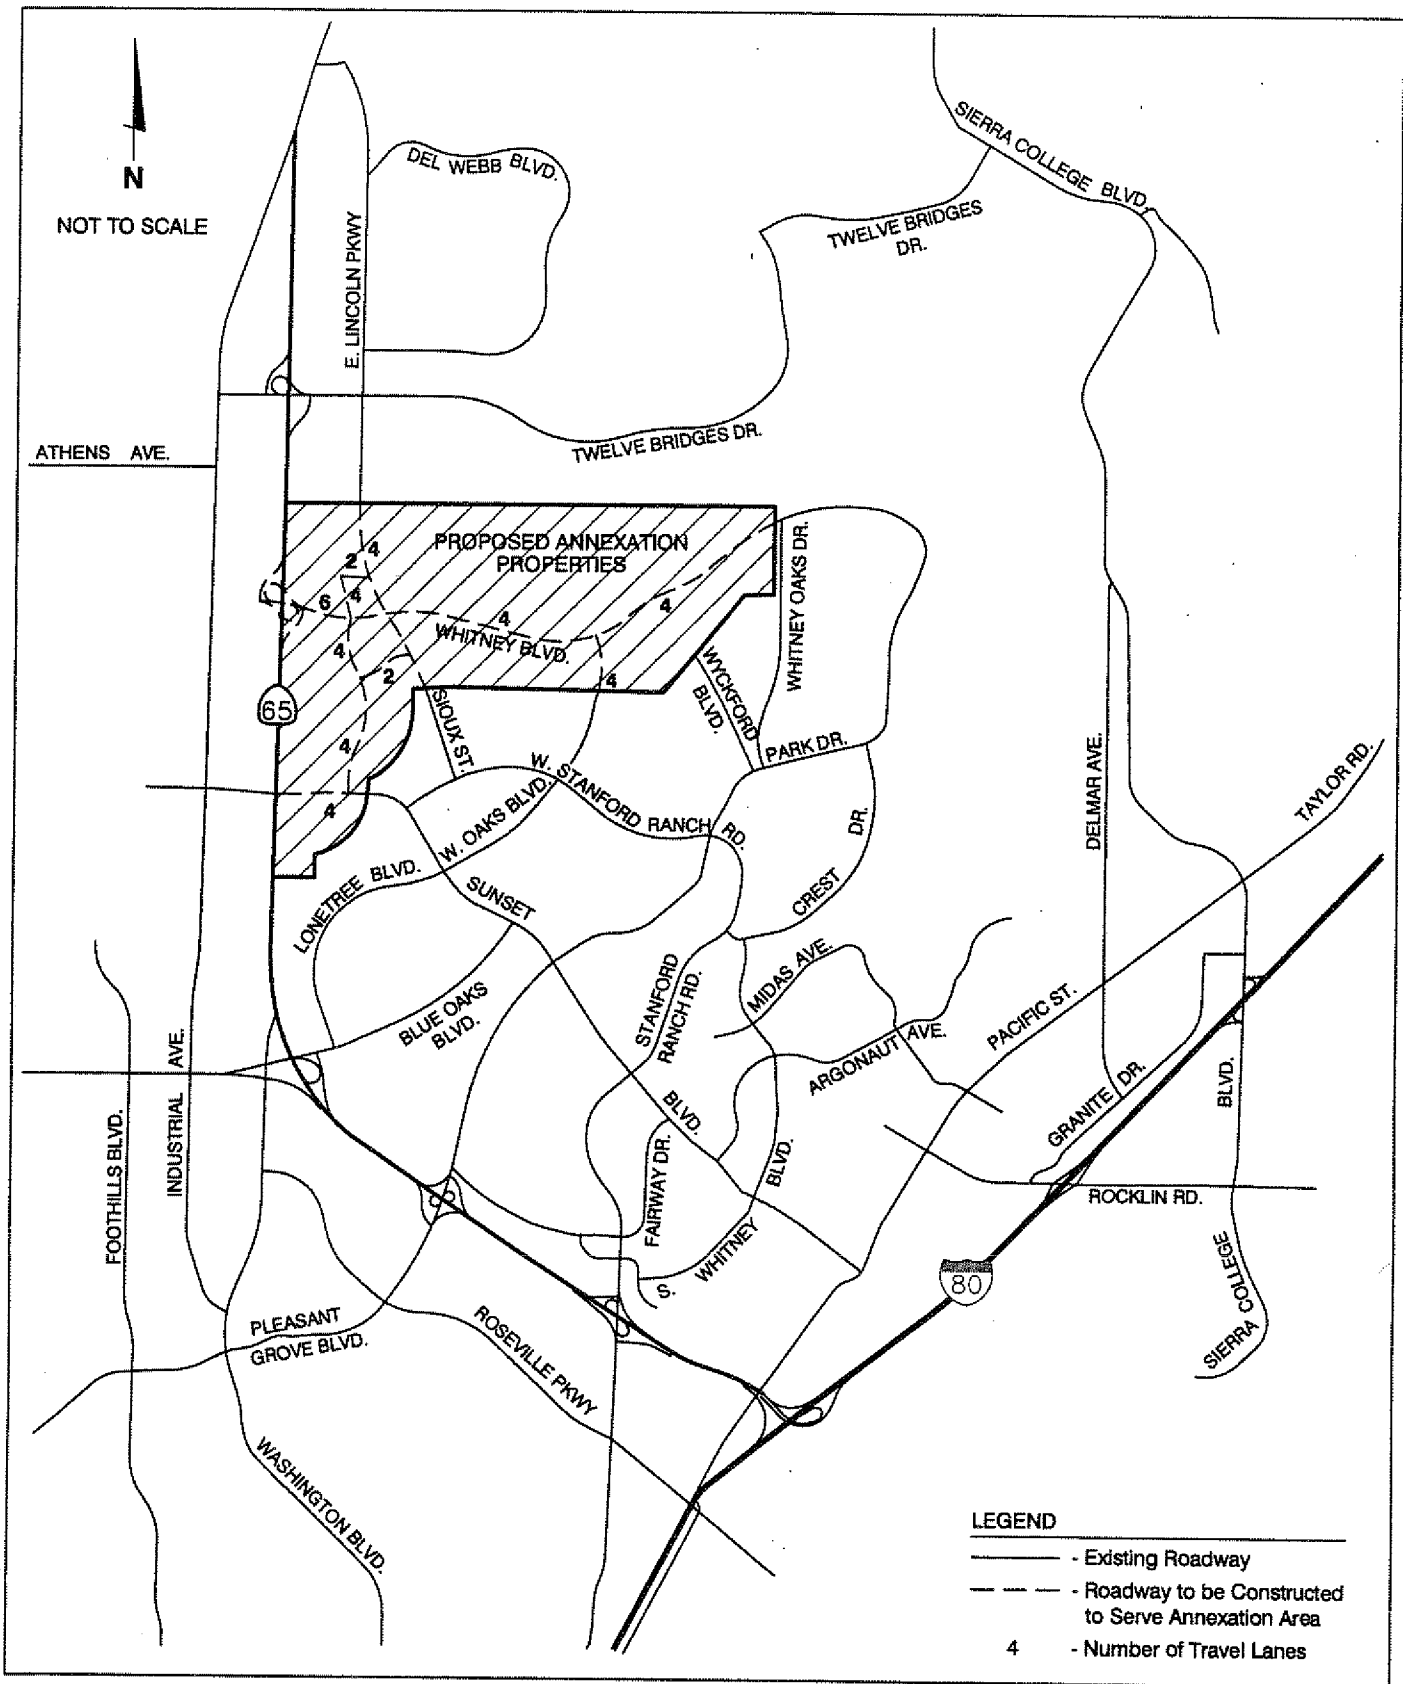 N
NOT TO SCALE
DEL WEBB BLVD.
SIERRA COLLEGE BLVD.
E. LINCOLN PKWY
TWELVE BRIDGES
DR.
TWELVE BRIDGES DR.
ATHENS AVE.
PROPOSED ANNEXATION
PROPERTIES
4
2
4
6
4
4
WHITNEY BLVD.
4
2
4
WHITNEY OAKS DR.
WYCKFORD
BLVD.
65
SIOUX ST.
4
4
PARK DR.
W. STANFORD RANCH RD.
W. OAKS BLVD.
LONETREE BLVD.
SUNSET
CREST DR.
DELMAR AVE.
TAYLOR RD.
MIDAS AVE.
STANFORD
RANCH RD.
BLUE OAKS
BLVD.
ARGONAUT AVE.
PACIFIC ST.
GRANITE DR.
BLVD.
BLVD.
FAIRWAY DR.
BLVD.
WHITNEY
S.
INDUSTRIAL AVE.
FOOTHILLS BLVD.
ROCKLIN RD.
80
SIERRA COLLEGE
PLEASANT
GROVE BLVD.
ROSEVILLE PKWY
WASHINGTON BLVD.
LEGEND
- Existing Roadway
- Roadway to be Constructed
to Serve Annexation Area
4 - Number of Travel Lanes